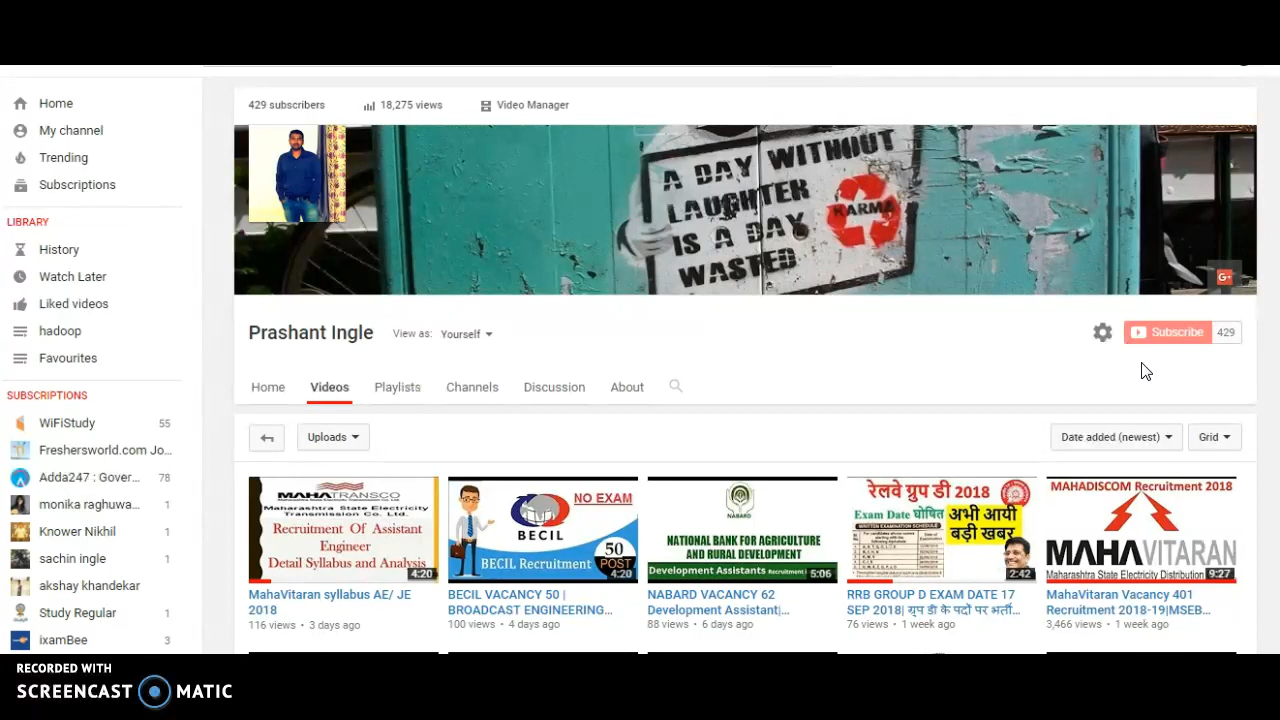 Home
My channel
Trending
Subscriptions
LIBRARY
History
Watch Later
Liked videos
hadoop
Favourites
SUBSCRIPTIONS
WiFiStudy 55
Freshersworld.com Jo...
Adda247 : Gover... 78
monika raghuwa... 1
Knower Nikhil 1
sachin ingle 1
akshay khandekar
Study Regular 2
ixamBee 3
429 subscribers 18,275 views Video Manager
A DAY WITHOUT
LAUGHTER
IS A DAY
WASTED
KARMA
G+
Prashant Ingle View as: Yourself
Subscribe 429
Home Videos Playlists Channels Discussion About
Uploads Date added (newest) Grid
MAHATRANSCO
Maharashtra State Electricity
Transmission Co. Ltd.
Recruitment Of Assistant
Engineer
Detail Syllabus and Analysis
4:20
MahaVitaran syllabus AE/ JE
2018
116 views • 3 days ago
NO EXAM
BECIL
50
POST
BECIL Recruitment
4:20
BECIL VACANCY 50 |
BROADCAST ENGINEERING...
100 views • 4 days ago
NABARD
NATIONAL BANK FOR AGRICULTURE
AND RURAL DEVELOPMENT
Development Assistants Recruitment
5:06
NABARD VACANCY 62
Development Assistant|...
88 views • 6 days ago
रेलवे ग्रुप डी 2018
Exam Date घोषित
अभी आयी
बड़ी खबर
WRITTEN EXAMINATION SCHEDULE
2:42
RRB GROUP D EXAM DATE 17
SEP 2018| ग्रुप डी के पदों पर भर्ती...
76 views • 1 week ago
MAHADISCOM Recruitment 2018
MAHAVITARAN
Maharashtra State Electricity Distribution
9:27
MahaVitaran Vacancy 401
Recruitment 2018-19|MSEB...
3,466 views • 1 week ago
RECORDED WITH
SCREENCAST MATIC